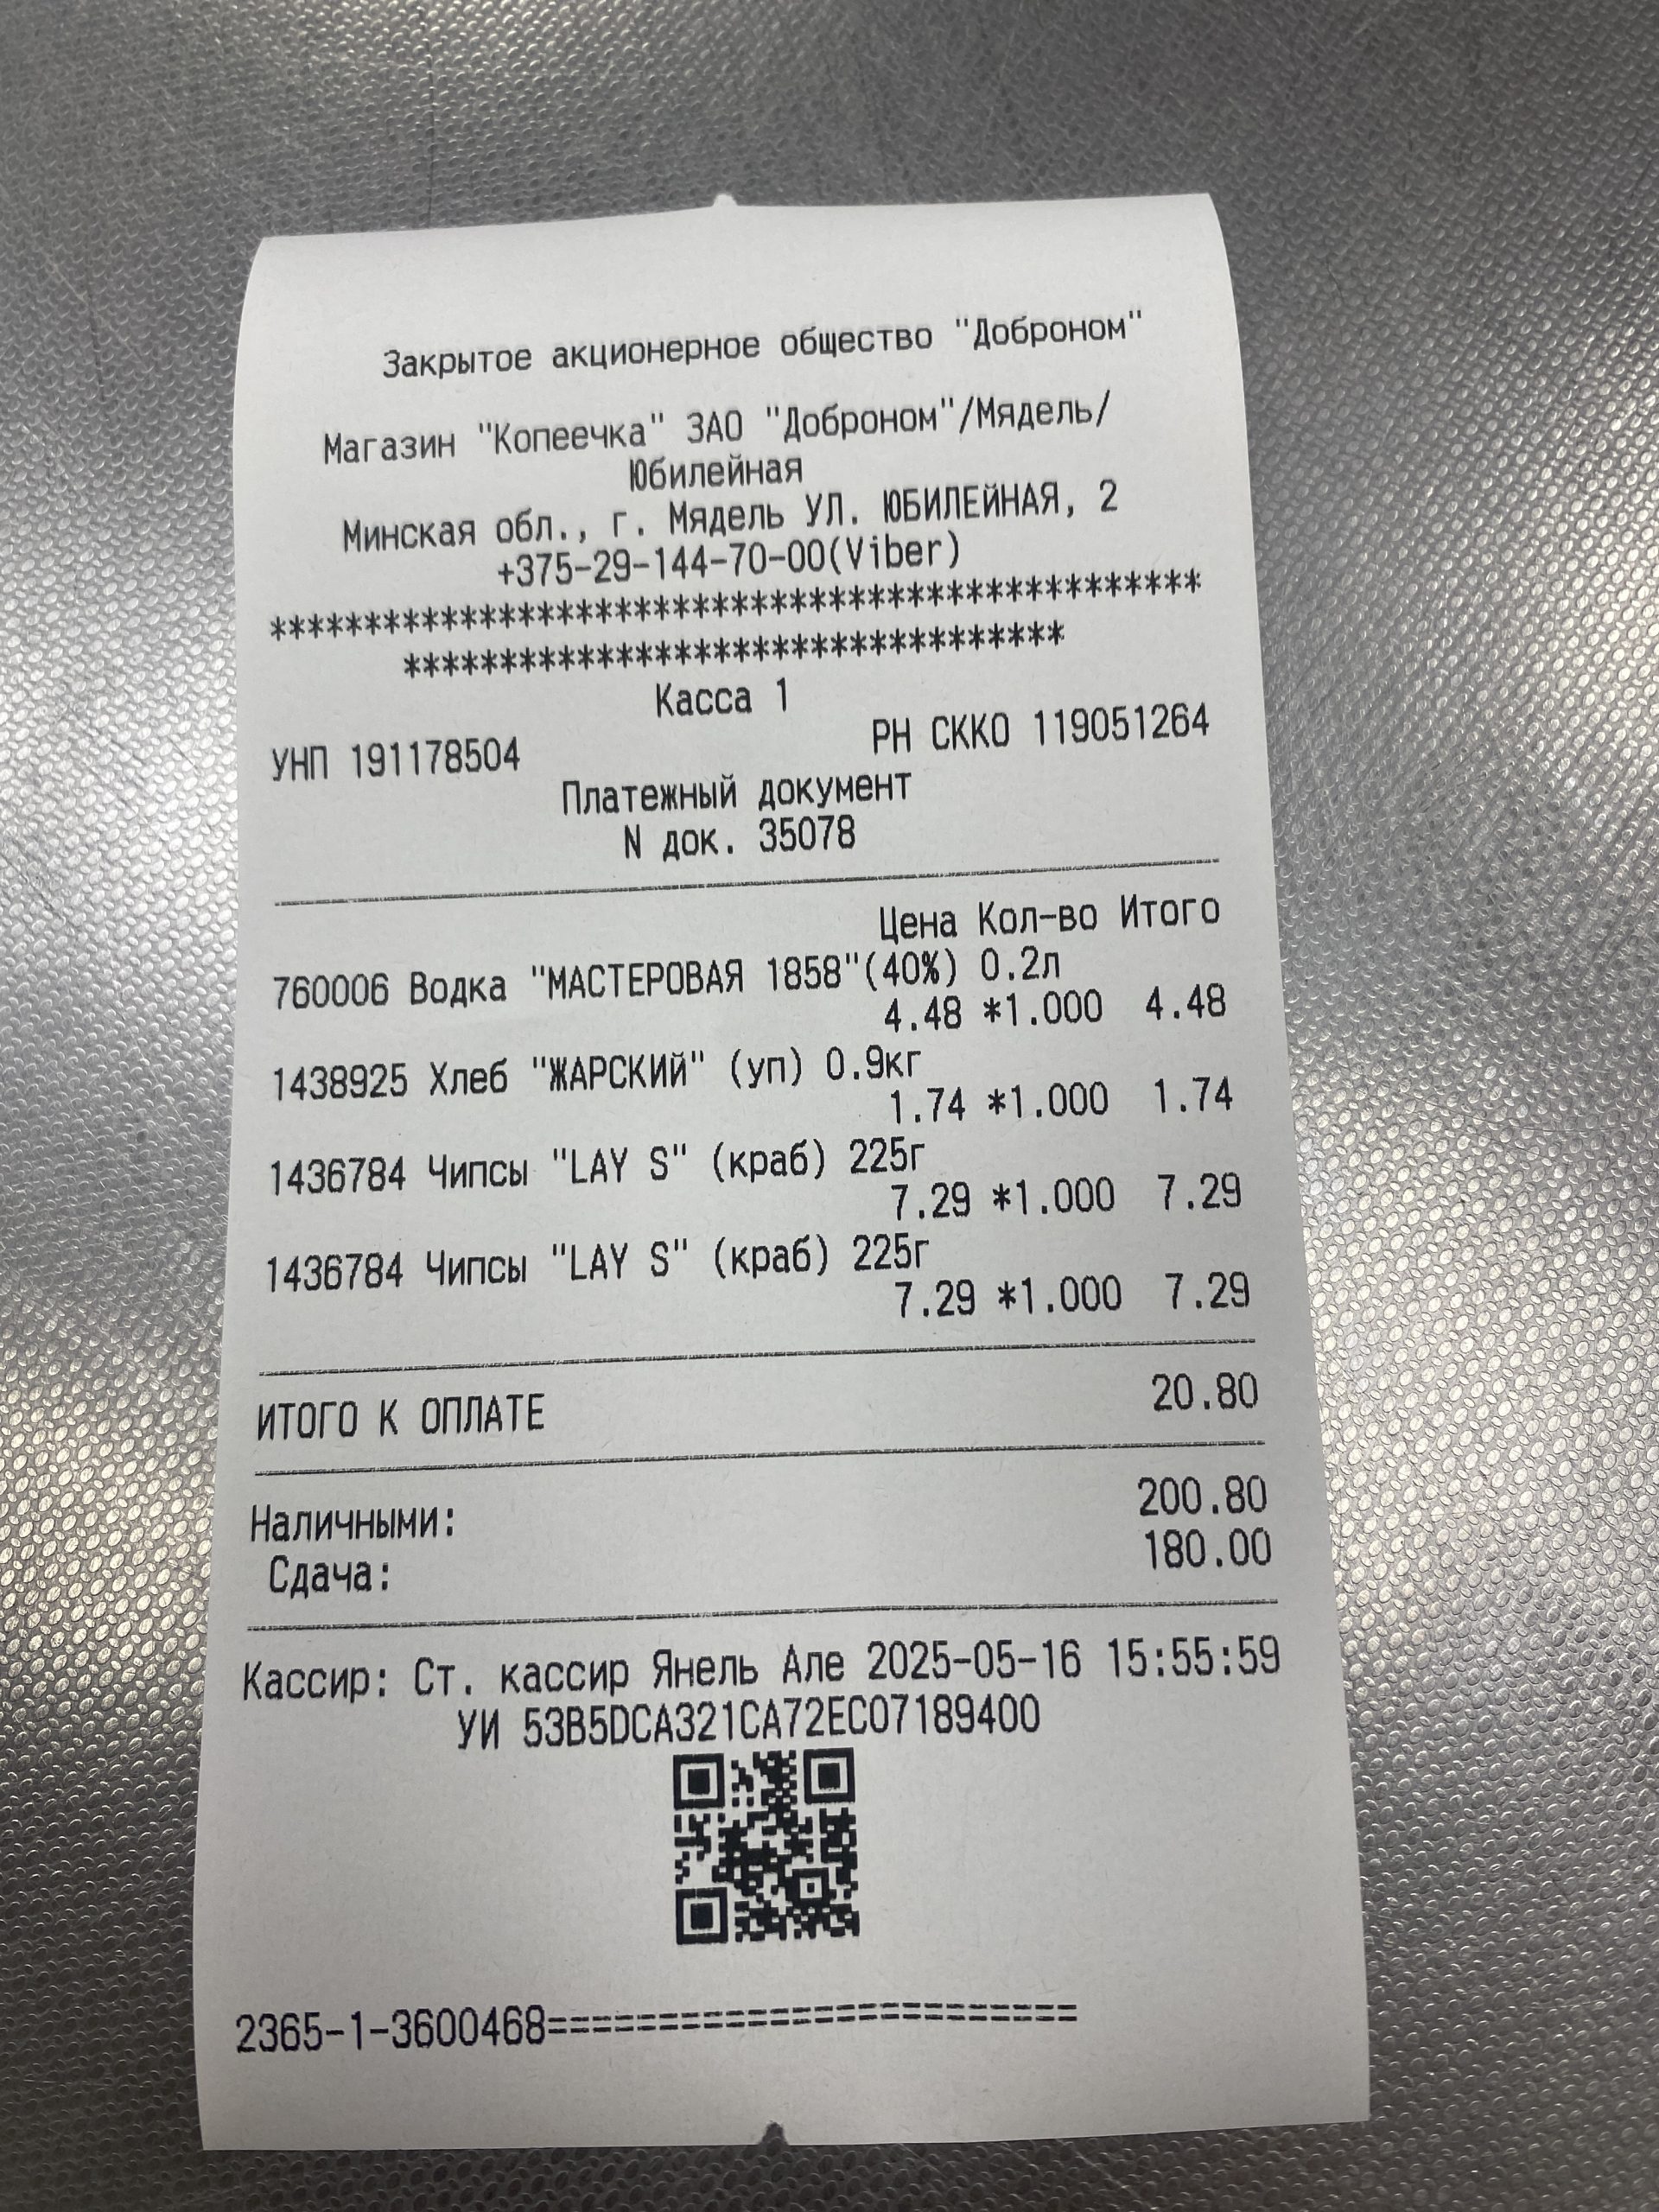 Закрытое акционерное общество "Доброном"
Магазин "Копеечка" ЗАО "Доброном"/Мядель/
Юбилейная
Минская обл., г. Мядель УЛ. ЮБИЛЕЙНАЯ, 2
+375-29-144-70-00(Viber)
************************************************
**********************************
Касса 1
УНП 191178504 РН СККО 119051264
Платежный документ
N док. 35078
Цена Кол-во Итого
760006 Водка "МАСТЕРОВАЯ 1858"(40%) 0.2л
4.48 *1.000 4.48
1438925 Хлеб "ЖАРСКИЙ" (уп) 0.9кг
1.74 *1.000 1.74
1436784 Чипсы "LAY S" (краб) 225г
7.29 *1.000 7.29
1436784 Чипсы "LAY S" (краб) 225г
7.29 *1.000 7.29
ИТОГО К ОПЛАТЕ 20.80
Наличными: 200.80
Сдача: 180.00
Кассир: Ст. кассир Янель Але 2025-05-16 15:55:59
УИ 53B5DCA321CA72EC07189400
2365-1-3600468========================